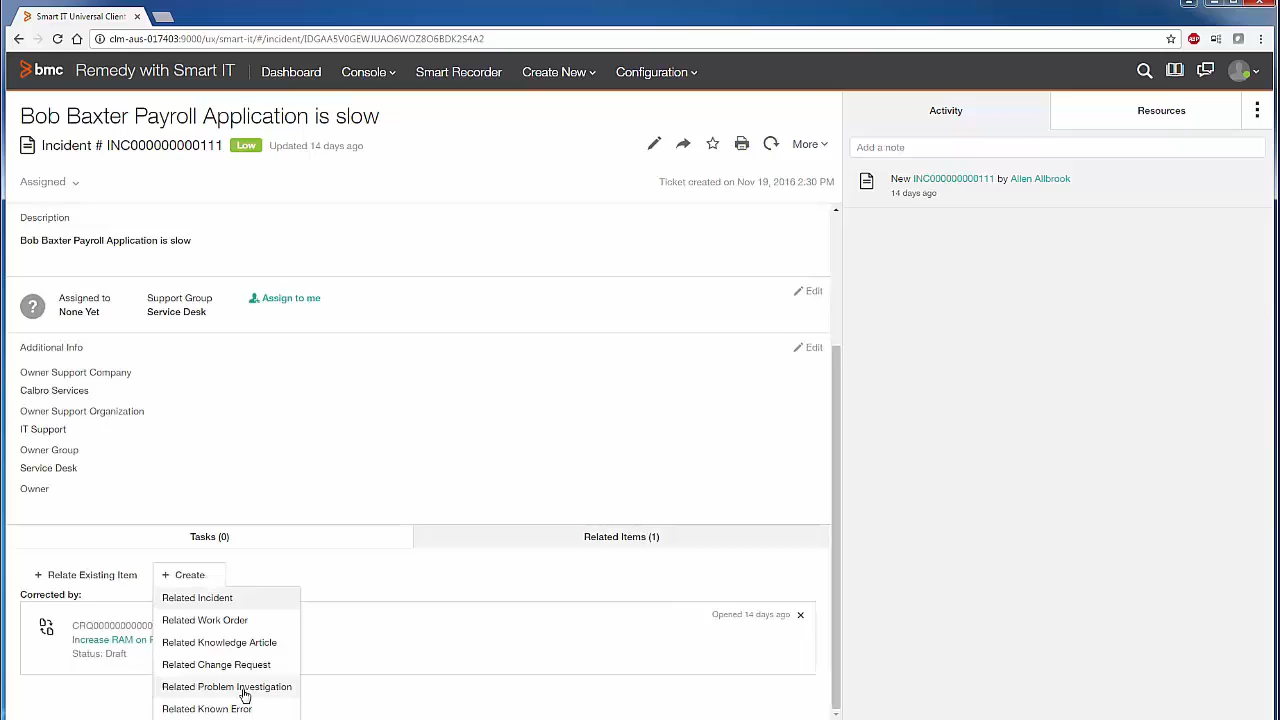 Smart IT Universal Client
clm-aus-017403:9000/ux/smart-it/#/incident/IDGAA5V0GEWJUAO6WOZ8O6BDK2S4A2
bmc Remedy with Smart IT Dashboard Console Smart Recorder Create New Configuration
Bob Baxter Payroll Application is slow
Incident # INC000000000111 Low Updated 14 days ago More
Assigned Ticket created on Nov 19, 2016 2:30 PM
Activity Resources
Add a note
New INC000000000111 by Allen Allbrook
14 days ago
Description
Bob Baxter Payroll Application is slow
Assigned to Support Group Assign to me Edit
None Yet Service Desk
Additional Info Edit
Owner Support Company
Calbro Services
Owner Support Organization
IT Support
Owner Group
Service Desk
Owner
Tasks (0) Related Items (1)
+ Relate Existing Item + Create
Corrected by:
Related Incident
Related Work Order
Related Knowledge Article
Related Change Request
Related Problem Investigation
Related Known Error
Opened 14 days ago
Increase RAM on
Status: Draft